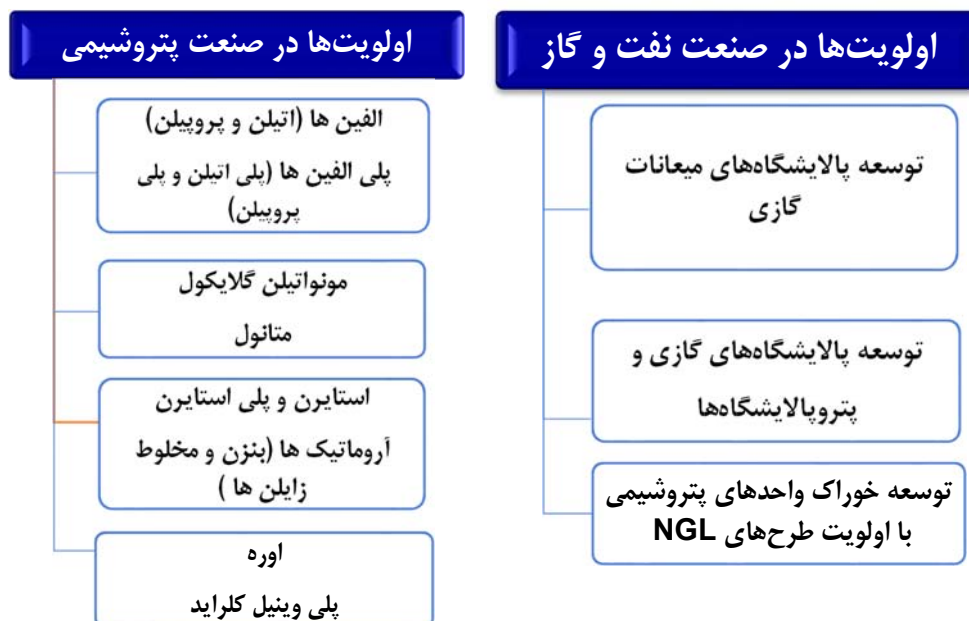 اولویت‌ها در صنعت نفت و گاز
توسعه پالایشگاه‌های میعانات
گازی
توسعه پالایشگاه‌های گازی و
پتروپالایشگاه‌ها
توسعه خوراک واحدهای پتروشیمی
با اولویت طرح‌های NGL
اولویت‌ها در صنعت پتروشیمی
الفین ها (اتیلن و پروپیلن)
پلی الفین ها (پلی اتیلن و پلی
پروپیلن)
مونواتیلن گلایکول
متانول
استایرن و پلی استایرن
آروماتیک ها (بنزن و مخلوط
زایلن ها )
اوره
پلی وینیل کلراید